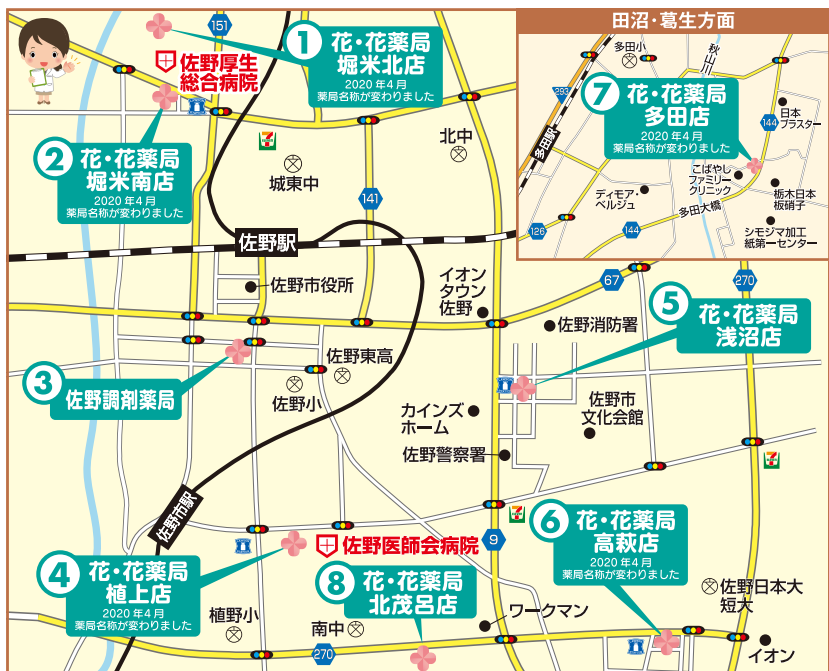 151
1
花・花薬局
堀米北店
2020年4月
薬局名称が変わりました
佐野厚生
総合病院
2
花・花薬局
堀米南店
2020年4月
薬局名称が変わりました
城東中
北中
141
佐野駅
田沼・葛生方面
多田小
秋山川
293
多田駅
7
花・花薬局
多田店
2020年4月
薬局名称が変わりました
日本
プラスター
144
こばやし
ファミリー
クリニック
ディモア・
ベルジュ
栃木日本
板硝子
多田大橋
126
144
シモジマ加工
紙第一センター
佐野市役所
イオン
タウン
佐野
67
270
5
花・花薬局
浅沼店
佐野消防署
3
佐野調剤薬局
佐野東高
佐野小
カインズ
ホーム
佐野市
文化会館
佐野警察署
佐野市駅
佐野医師会病院
9
6
花・花薬局
高萩店
2020年4月
薬局名称が変わりました
4
花・花薬局
植上店
2020年4月
薬局名称が変わりました
8
花・花薬局
北茂呂店
佐野日本大
短大
植野小
南中
270
ワークマン
イオン